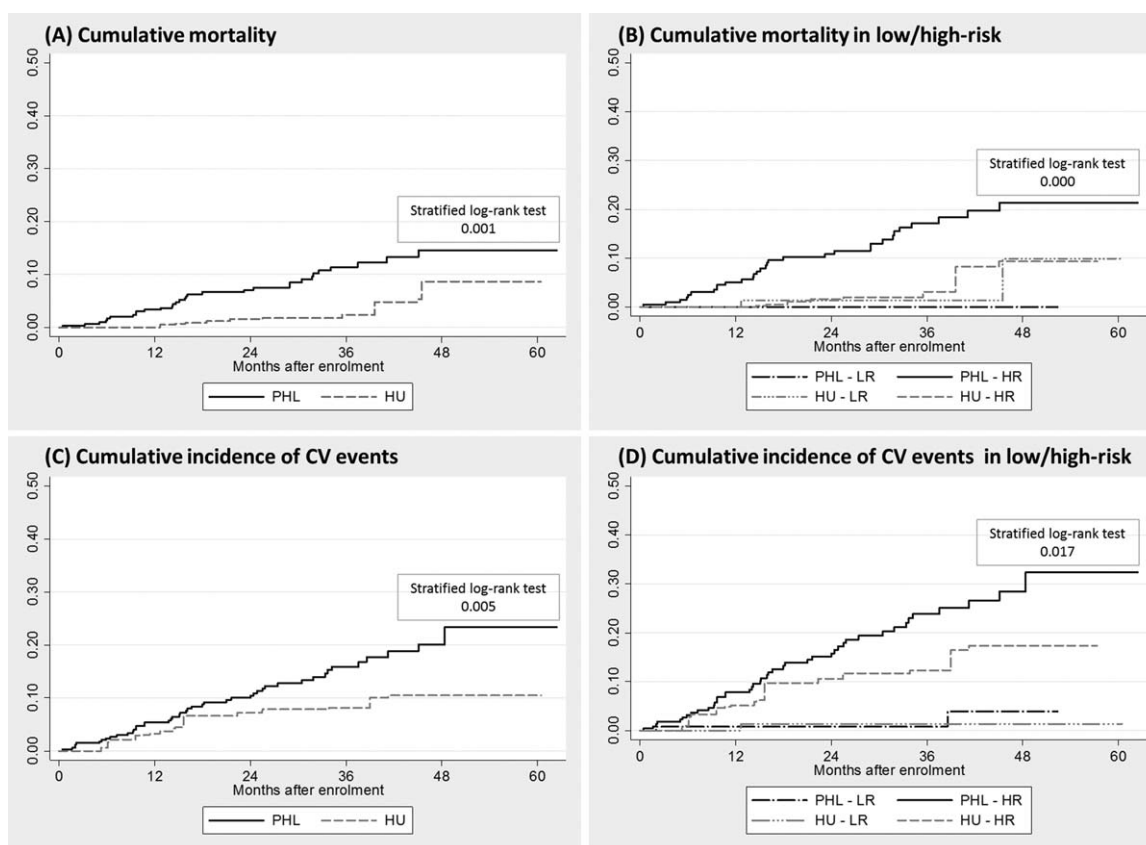 (A) Cumulative mortality
0.50
0.40
0.30
0.20
0.10
0.00
Stratified log-rank test
0.001
0 12 24 36 48 60
Months after enrolment
PHL HU
(B) Cumulative mortality in low/high-risk
0.50
0.40
0.30
0.20
0.10
0.00
Stratified log-rank test
0.000
0 12 24 36 48 60
Months after enrolment
PHL - LR PHL - HR
HU - LR HU - HR
(C) Cumulative incidence of CV events
0.50
0.40
0.30
0.20
0.10
0.00
Stratified log-rank test
0.005
0 12 24 36 48 60
Months after enrolment
PHL HU
(D) Cumulative incidence of CV events in low/high-risk
0.50
0.40
0.30
0.20
0.10
0.00
Stratified log-rank test
0.017
0 12 24 36 48 60
Months after enrolment
PHL - LR PHL - HR
HU - LR HU - HR